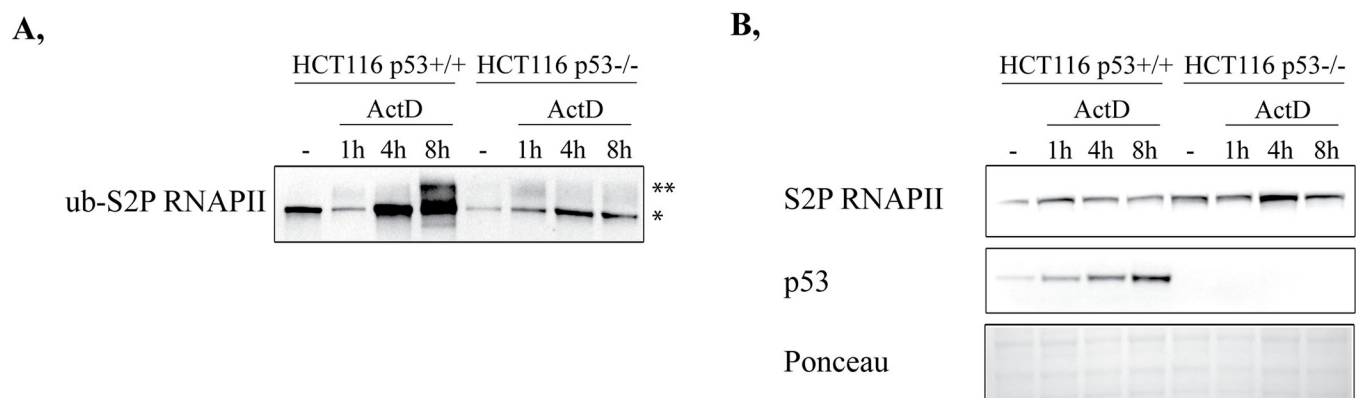 A,
HCT116 p53+/+ HCT116 p53-/-
ActD ActD
- 1h 4h 8h - 1h 4h 8h
ub-S2P RNAPII
**
*
B,
HCT116 p53+/+ HCT116 p53-/-
ActD ActD
- 1h 4h 8h - 1h 4h 8h
S2P RNAPII
p53
Ponceau